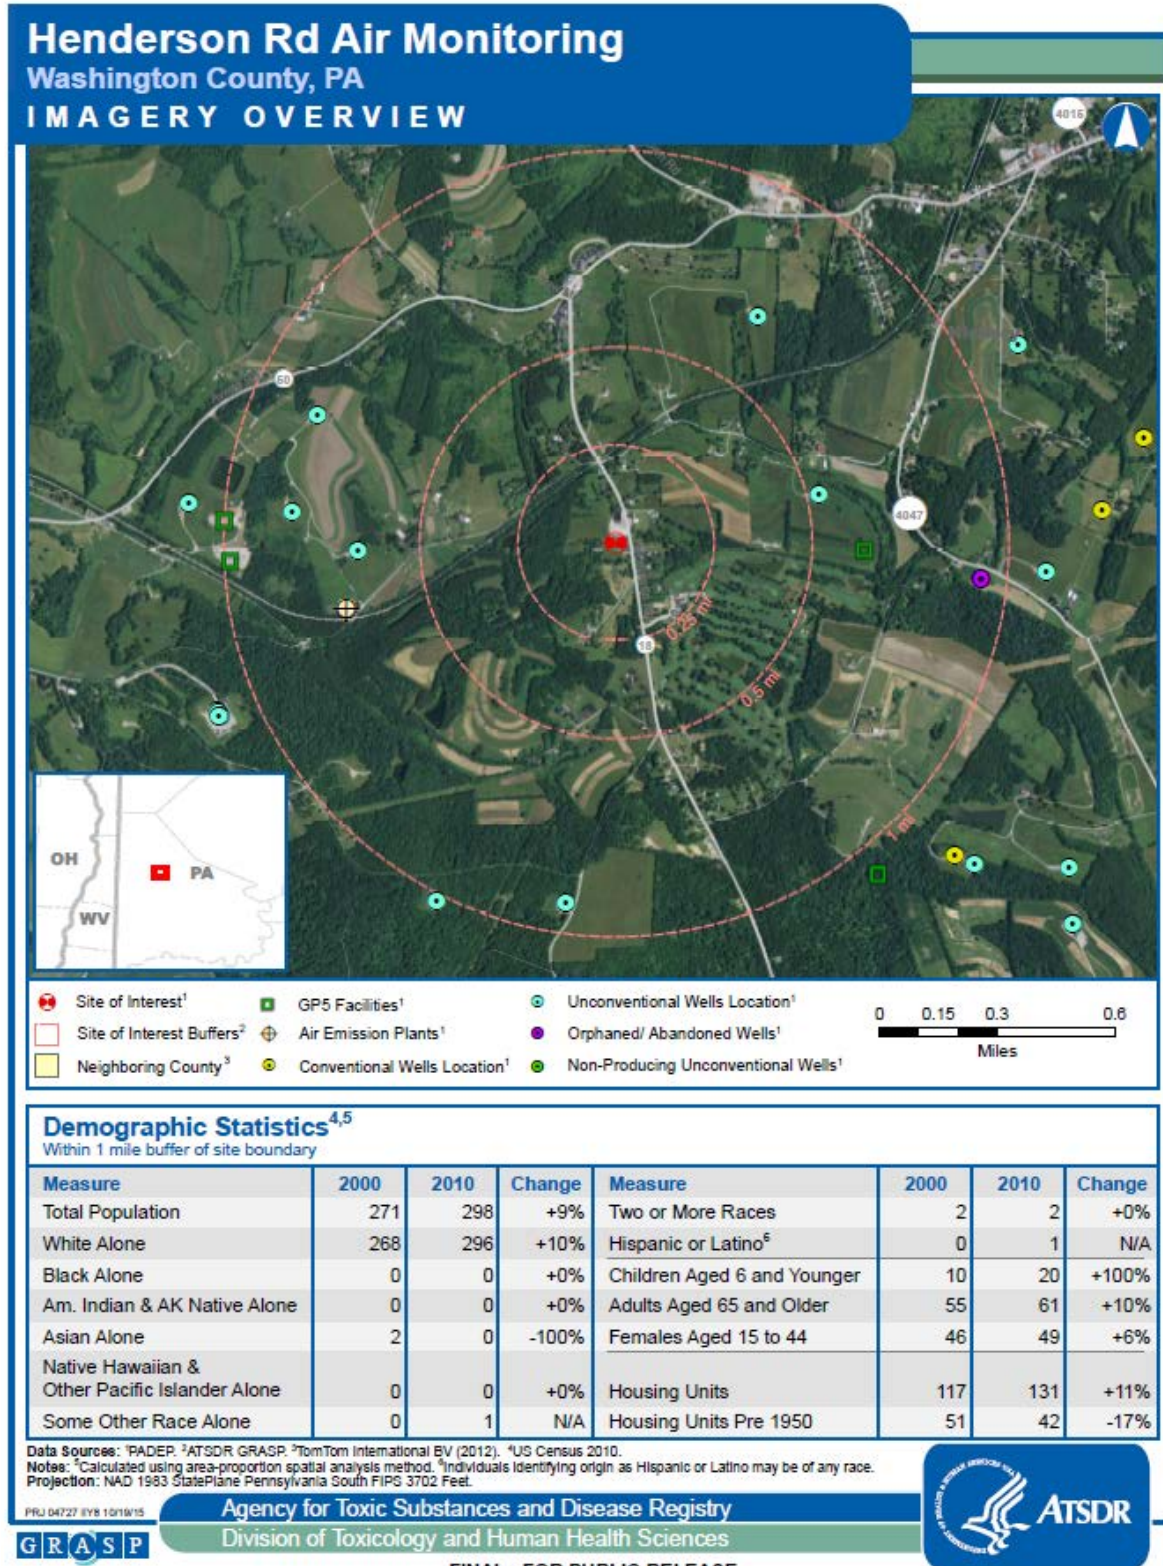 Henderson Rd Air Monitoring
Washington County, PA
IMAGERY OVERVIEW
4016
60
4047
18
0.25 mi
0.5 mi
1 mi
OH
PA
WV
Site of Interest¹
Site of Interest Buffers²
Neighboring County³
GP5 Facilities¹
Air Emission Plants¹
Conventional Wells Location¹
Unconventional Wells Location¹
Orphaned/ Abandoned Wells¹
Non-Producing Unconventional Wells¹
0 0.15 0.3 0.6
Miles
Demographic Statistics⁴,⁵
Within 1 mile buffer of site boundary
Measure 2000 2010 Change Measure 2000 2010 Change
Total Population 271 298 +9% Two or More Races 2 2 +0%
White Alone 268 296 +10% Hispanic or Latino⁶ 0 1 N/A
Black Alone 0 0 +0% Children Aged 6 and Younger 10 20 +100%
Am. Indian & AK Native Alone 0 0 +0% Adults Aged 65 and Older 55 61 +10%
Asian Alone 2 0 -100% Females Aged 15 to 44 46 49 +6%
Native Hawaiian &
Other Pacific Islander Alone 0 0 +0% Housing Units 117 131 +11%
Some Other Race Alone 0 1 N/A Housing Units Pre 1950 51 42 -17%
Data Sources: ¹PADEP. ²ATSDR GRASP. ³TomTom International BV (2012). ⁴US Census 2010.
Notes: ⁵Calculated using area-proportion spatial analysis method. ⁶Individuals identifying origin as Hispanic or Latino may be of any race.
Projection: NAD 1983 StatePlane Pennsylvania South FIPS 3702 Feet.
PRJ 04727 IYB 10/19/15
Agency for Toxic Substances and Disease Registry
Division of Toxicology and Human Health Sciences
GRASP
ATSDR